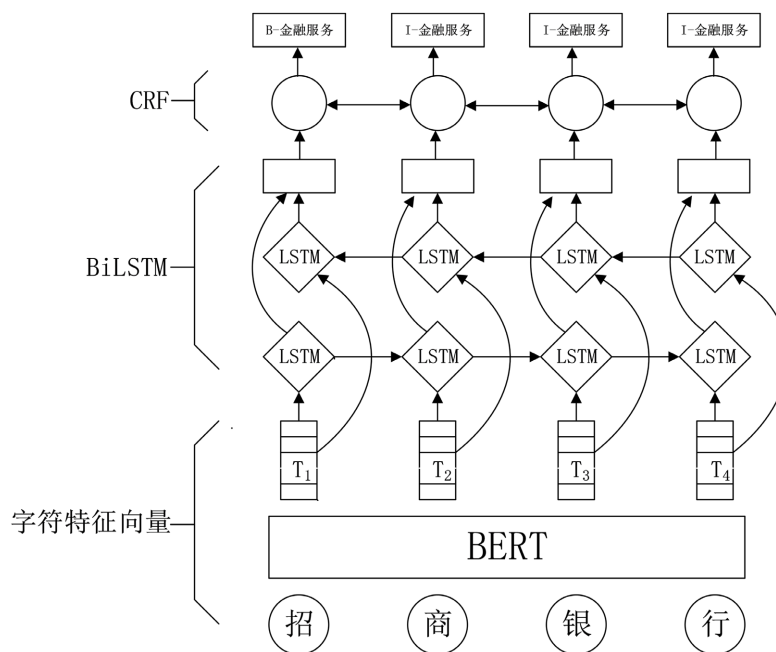 B-金融服务 I-金融服务 I-金融服务 I-金融服务
CRF
BiLSTM
LSTM LSTM LSTM LSTM
LSTM LSTM LSTM LSTM
T1 T2 T3 T4
字符特征向量
BERT
招 商 银 行